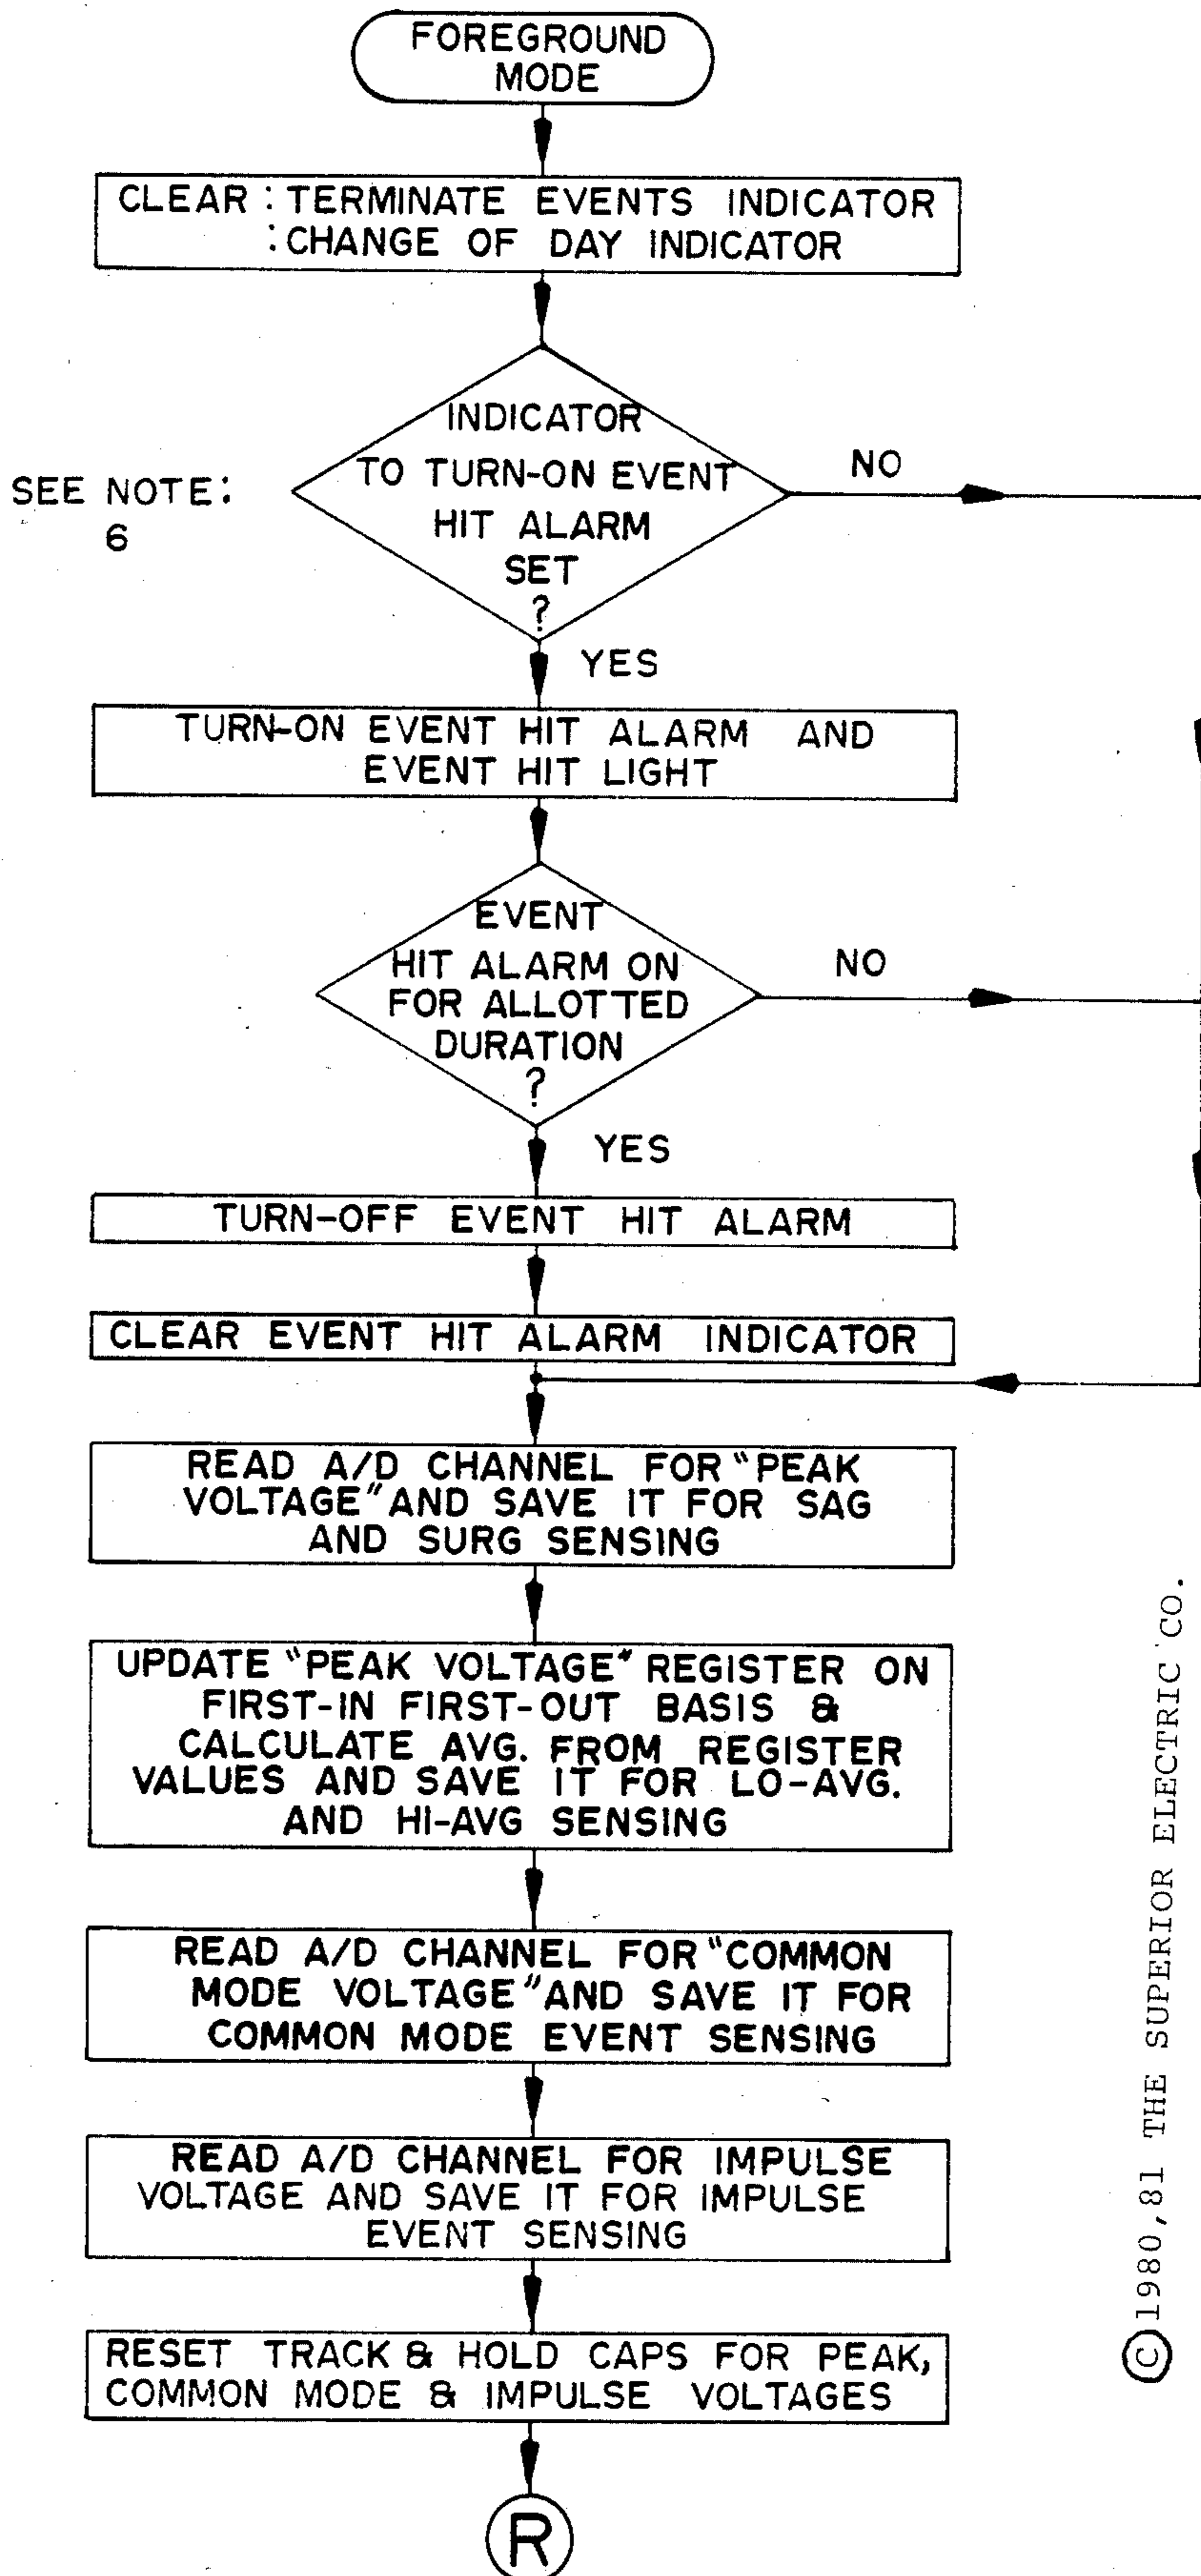 FOREGROUND
MODE
CLEAR : TERMINATE EVENTS INDICATOR
: CHANGE OF DAY INDICATOR
INDICATOR
TO TURN-ON EVENT
HIT ALARM
SET
?
NO
SEE NOTE:
6
YES
TURN-ON EVENT HIT ALARM AND
EVENT HIT LIGHT
EVENT
HIT ALARM ON
FOR ALLOTTED
DURATION
?
NO
YES
TURN-OFF EVENT HIT ALARM
CLEAR EVENT HIT ALARM INDICATOR
READ A/D CHANNEL FOR "PEAK
VOLTAGE" AND SAVE IT FOR SAG
AND SURG SENSING
UPDATE "PEAK VOLTAGE" REGISTER ON
FIRST-IN FIRST-OUT BASIS &
CALCULATE AVG. FROM REGISTER
VALUES AND SAVE IT FOR LO-AVG.
AND HI-AVG SENSING
READ A/D CHANNEL FOR "COMMON
MODE VOLTAGE" AND SAVE IT FOR
COMMON MODE EVENT SENSING
READ A/D CHANNEL FOR IMPULSE
VOLTAGE AND SAVE IT FOR IMPULSE
EVENT SENSING
RESET TRACK & HOLD CAPS FOR PEAK,
COMMON MODE & IMPULSE VOLTAGES
R
©1980,81 THE SUPERIOR ELECTRIC CO.